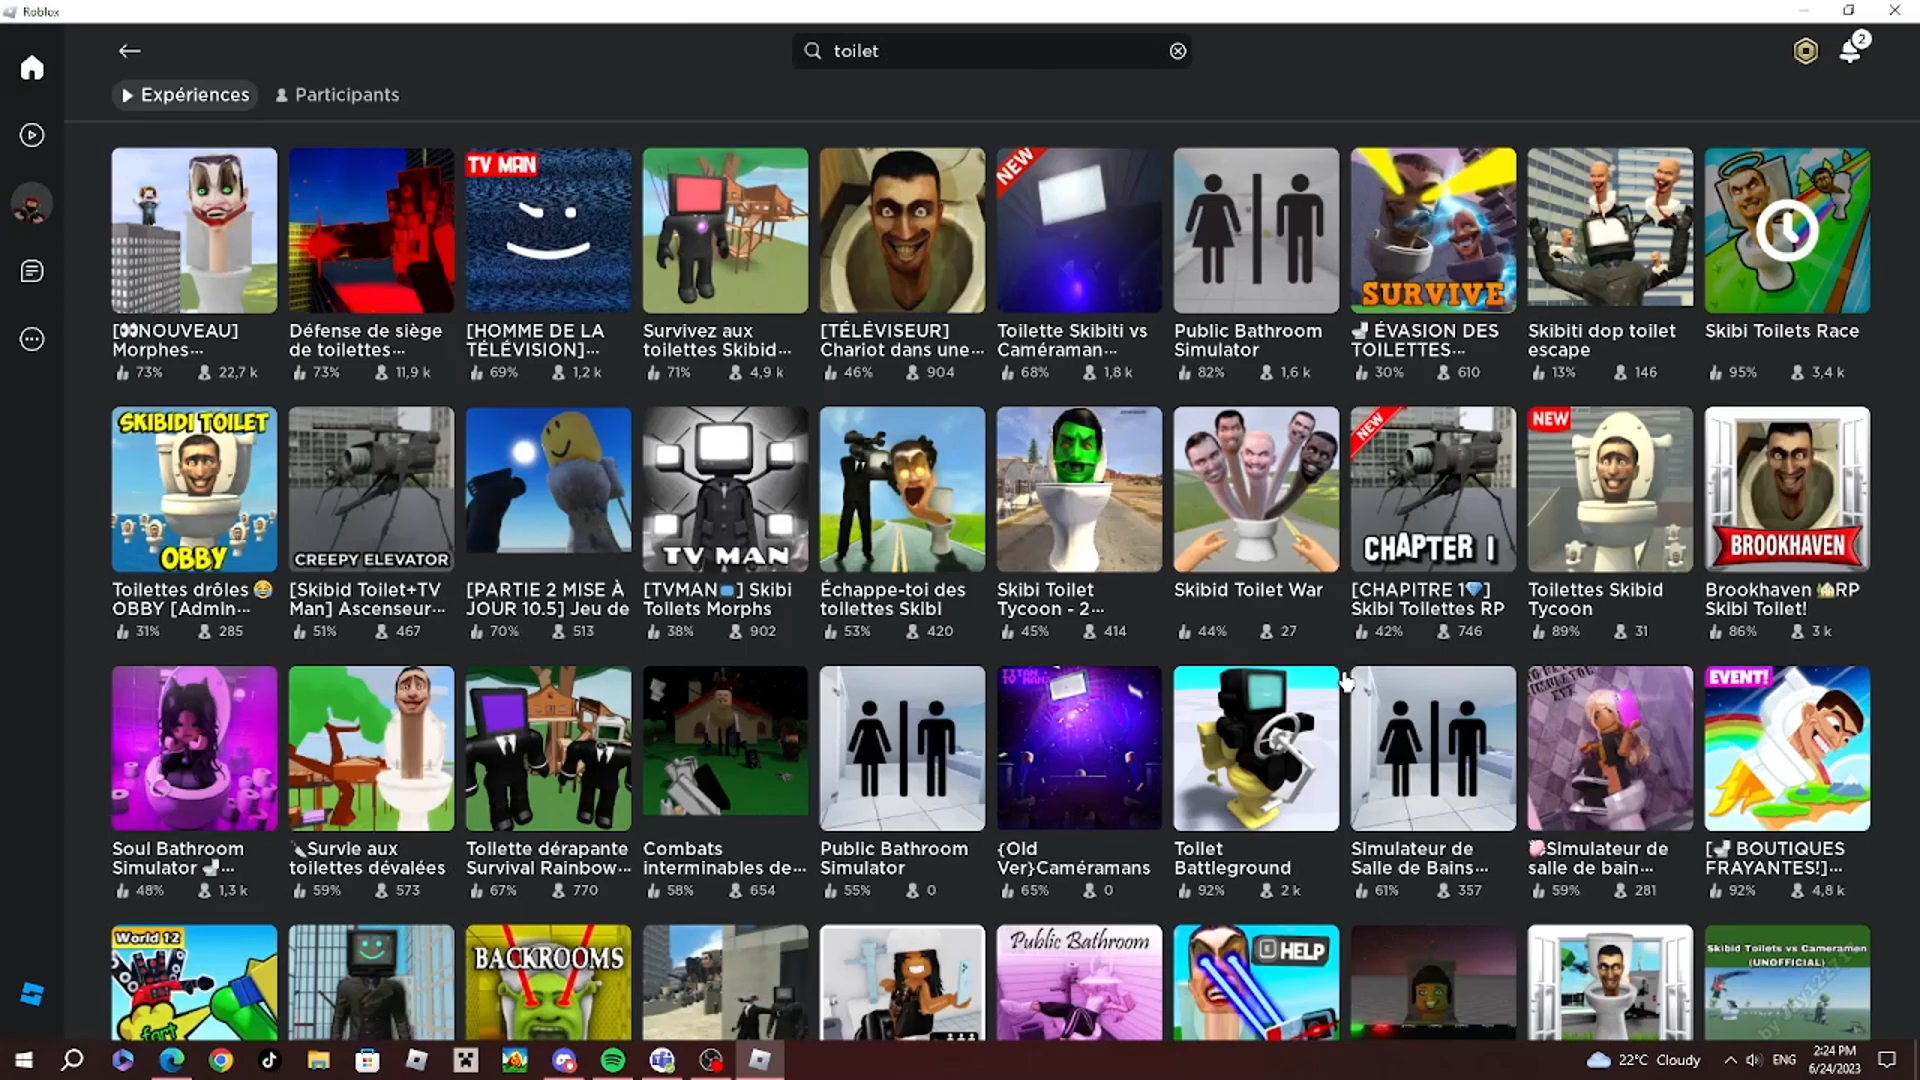 Roblox
toilet
2
Expériences
Participants
TV MAN
NEW
SURVIVE
[👀NOUVEAU]
Morphes…
73% 22,7 k
Défense de siège
de toilettes…
73% 11,9 k
[HOMME DE LA
TÉLÉVISION]…
69% 1,2 k
Survivez aux
toilettes Skibid…
71% 4,9 k
[TÉLÉVISEUR]
Chariot dans une…
46% 904
Toilette Skibiti vs
Caméraman…
68% 1,8 k
Public Bathroom
Simulator
82% 1,6 k
🚽 ÉVASION DES
TOILETTES…
30% 610
Skibiti dop toilet
escape
13% 146
Skibi Toilets Race
95% 3,4 k
SKIBIDI TOILET
OBBY
CREEPY ELEVATOR
TV MAN
NEW
CHAPTER 1
NEW
BROOKHAVEN
Toilettes drôles 😂
OBBY [Admin…
31% 285
[Skibid Toilet+TV
Man] Ascenseur…
51% 467
[PARTIE 2 MISE À
JOUR 10.5] Jeu de
70% 513
[TVMAN📺] Skibi
Toilets Morphs
38% 902
Échappe-toi des
toilettes Skibi
53% 420
Skibi Toilet
Tycoon - 2…
45% 414
Skibid Toilet War
44% 27
[CHAPITRE 1💎]
Skibi Toilettes RP
42% 746
Toilettes Skibid
Tycoon
89% 31
Brookhaven 🏡RP
Skibi Toilet!
86% 3 k
TITAN
TV MAN
EVENT!
Soul Bathroom
Simulator 🚽…
48% 1,3 k
🔪Survie aux
toilettes dévalées
59% 573
Toilette dérapante
Survival Rainbow…
67% 770
Combats
interminables de…
58% 654
Public Bathroom
Simulator
55% 0
{Old
Ver}Caméramans
65% 0
Toilet
Battleground
92% 2 k
Simulateur de
Salle de Bains…
61% 357
🧠Simulateur de
salle de bain…
59% 281
[🚽 BOUTIQUES
FRAYANTES!]…
92% 4,8 k
World 12
fart
BACKROOMS
Public Bathroom
E HELP
Skibid Toilets vs Cameramen
(UNOFFICIAL)
22°C Cloudy
ENG
2:24 PM
6/24/2023